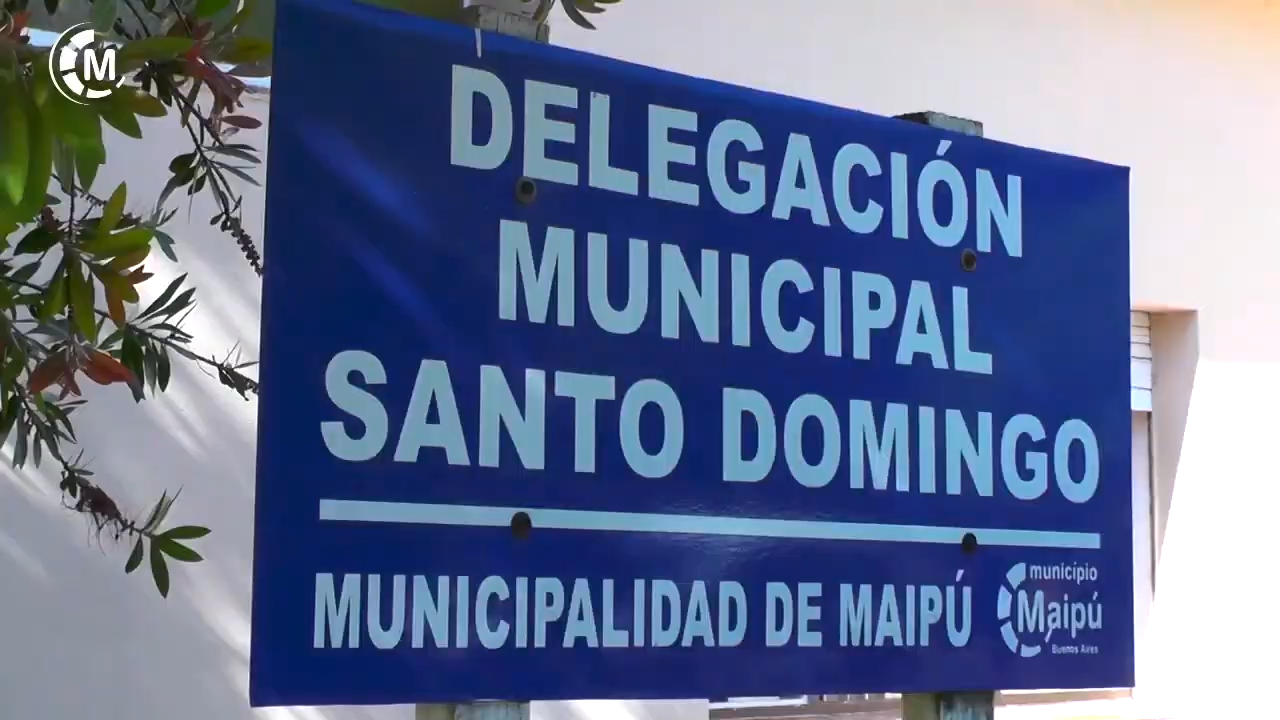 M
DELEGACIÓN
MUNICIPAL
SANTO DOMINGO
MUNICIPALIDAD DE MAIPÚ
municipio
Maipú
Buenos Aires